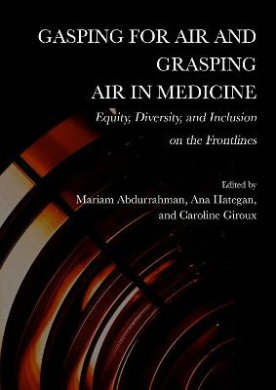 GASPING FOR AIR AND
GRASPING
AIR IN MEDICINE
Equity, Diversity, and Inclusion
on the Frontlines
Edited by
Mariam Abdurrahman, Ana Hategan,
and Caroline Giroux